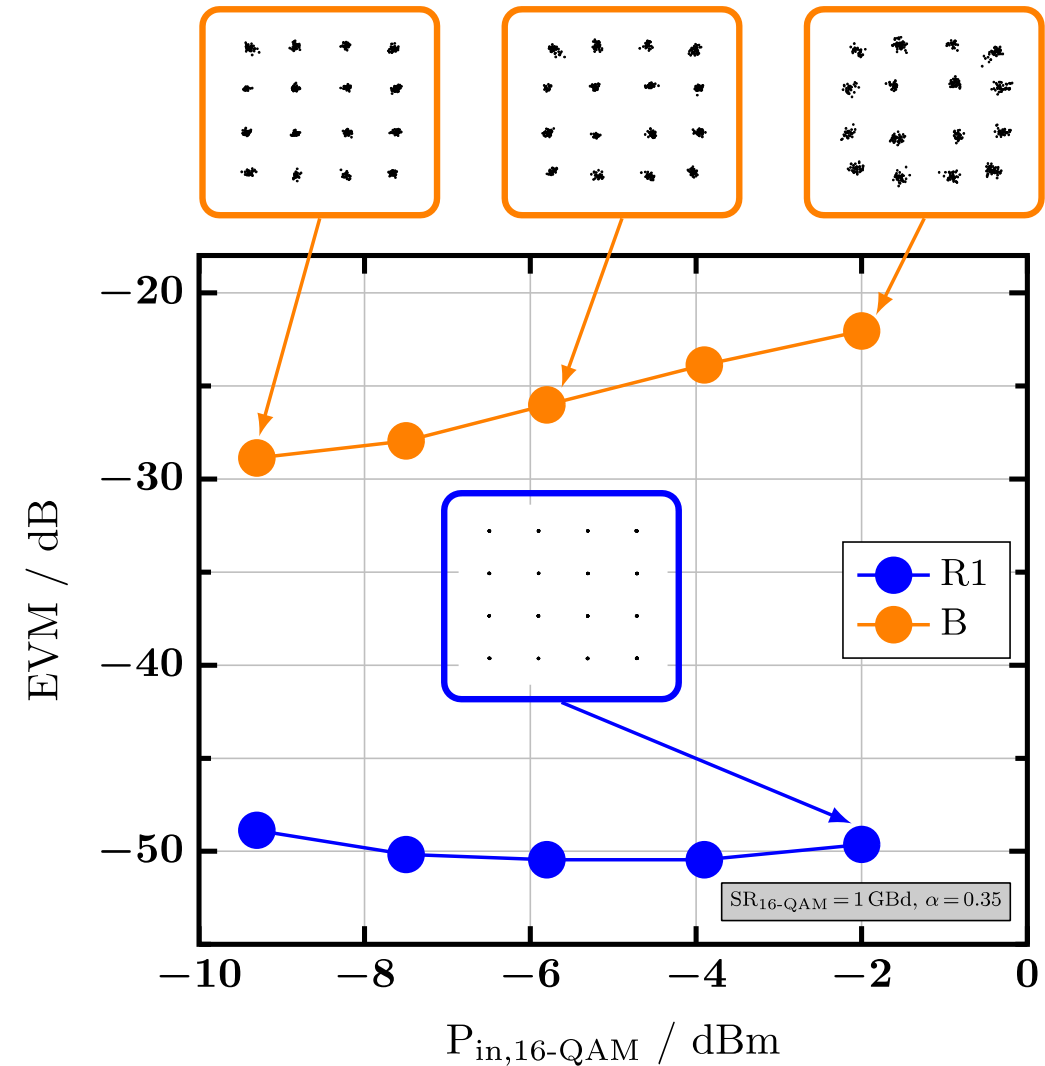 −20
−30
−40
−50
EVM / dB
R1
B
SR16-QAM = 1 GBd, α = 0.35
−10 −8 −6 −4 −2 0
Pin,16-QAM / dBm